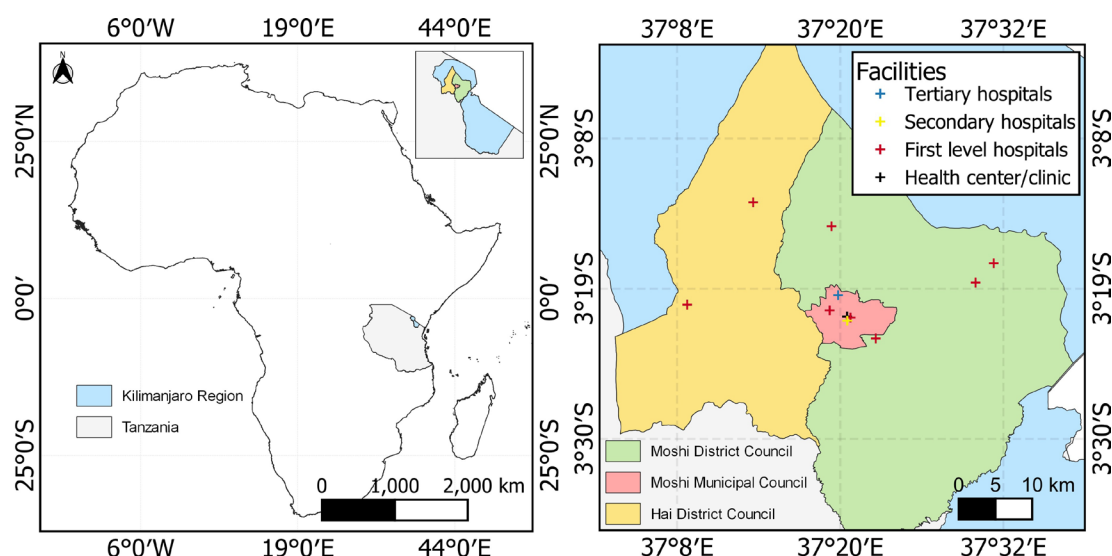 6°0′W 19°0′E 44°0′E
25°0′N
0°0′
25°0′S
N
25°0′N
0°0′
25°0′S
Kilimanjaro Region
Tanzania
0 1,000 2,000 km
6°0′W 19°0′E 44°0′E
37°8′E 37°20′E 37°32′E
3°8′S
3°19′S
3°30′S
Facilities
Tertiary hospitals
Secondary hospitals
First level hospitals
Health center/clinic
3°8′S
3°19′S
3°30′S
Moshi District Council
Moshi Municipal Council
Hai District Council
0 5 10 km
37°8′E 37°20′E 37°32′E